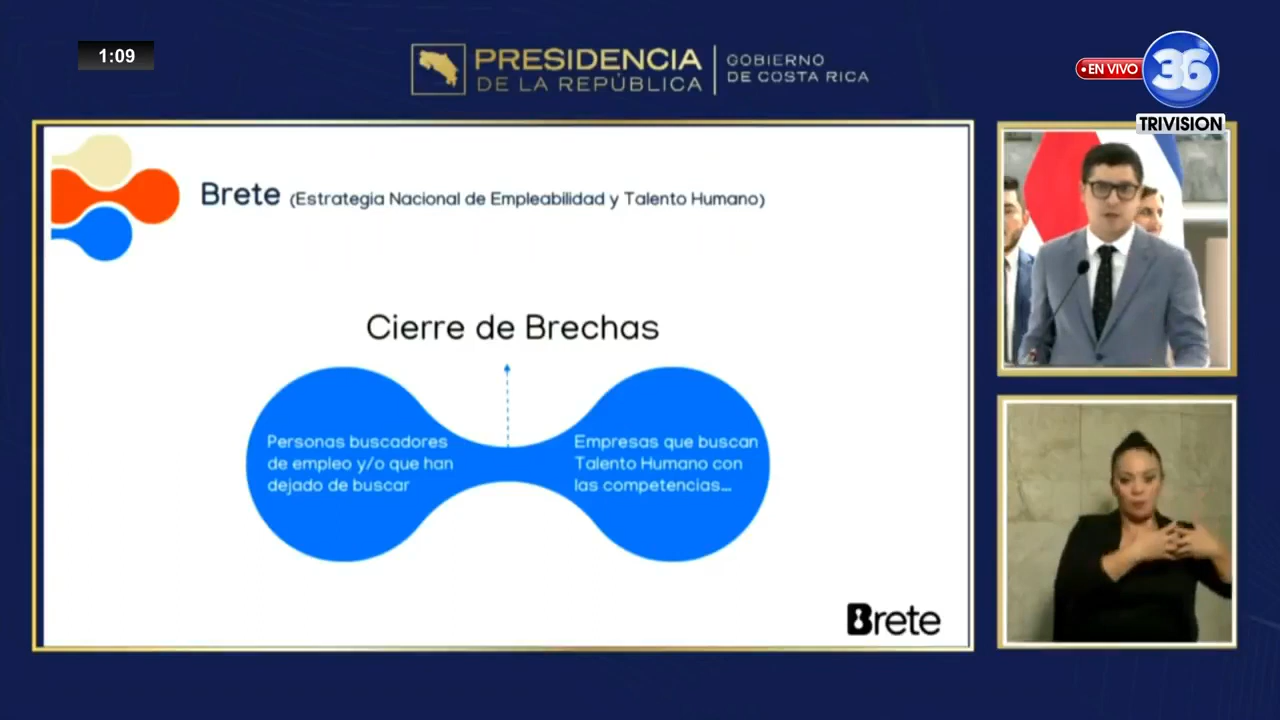 1:09
PRESIDENCIA
DE LA REPÚBLICA
GOBIERNO
DE COSTA RICA
• EN VIVO
36
TRIVISION
Brete (Estrategia Nacional de Empleabilidad y Talento Humano)
Cierre de Brechas
Personas buscadores
de empleo y/o que han
dejado de buscar
Empresas que buscan
Talento Humano con
las competencias...
Brete